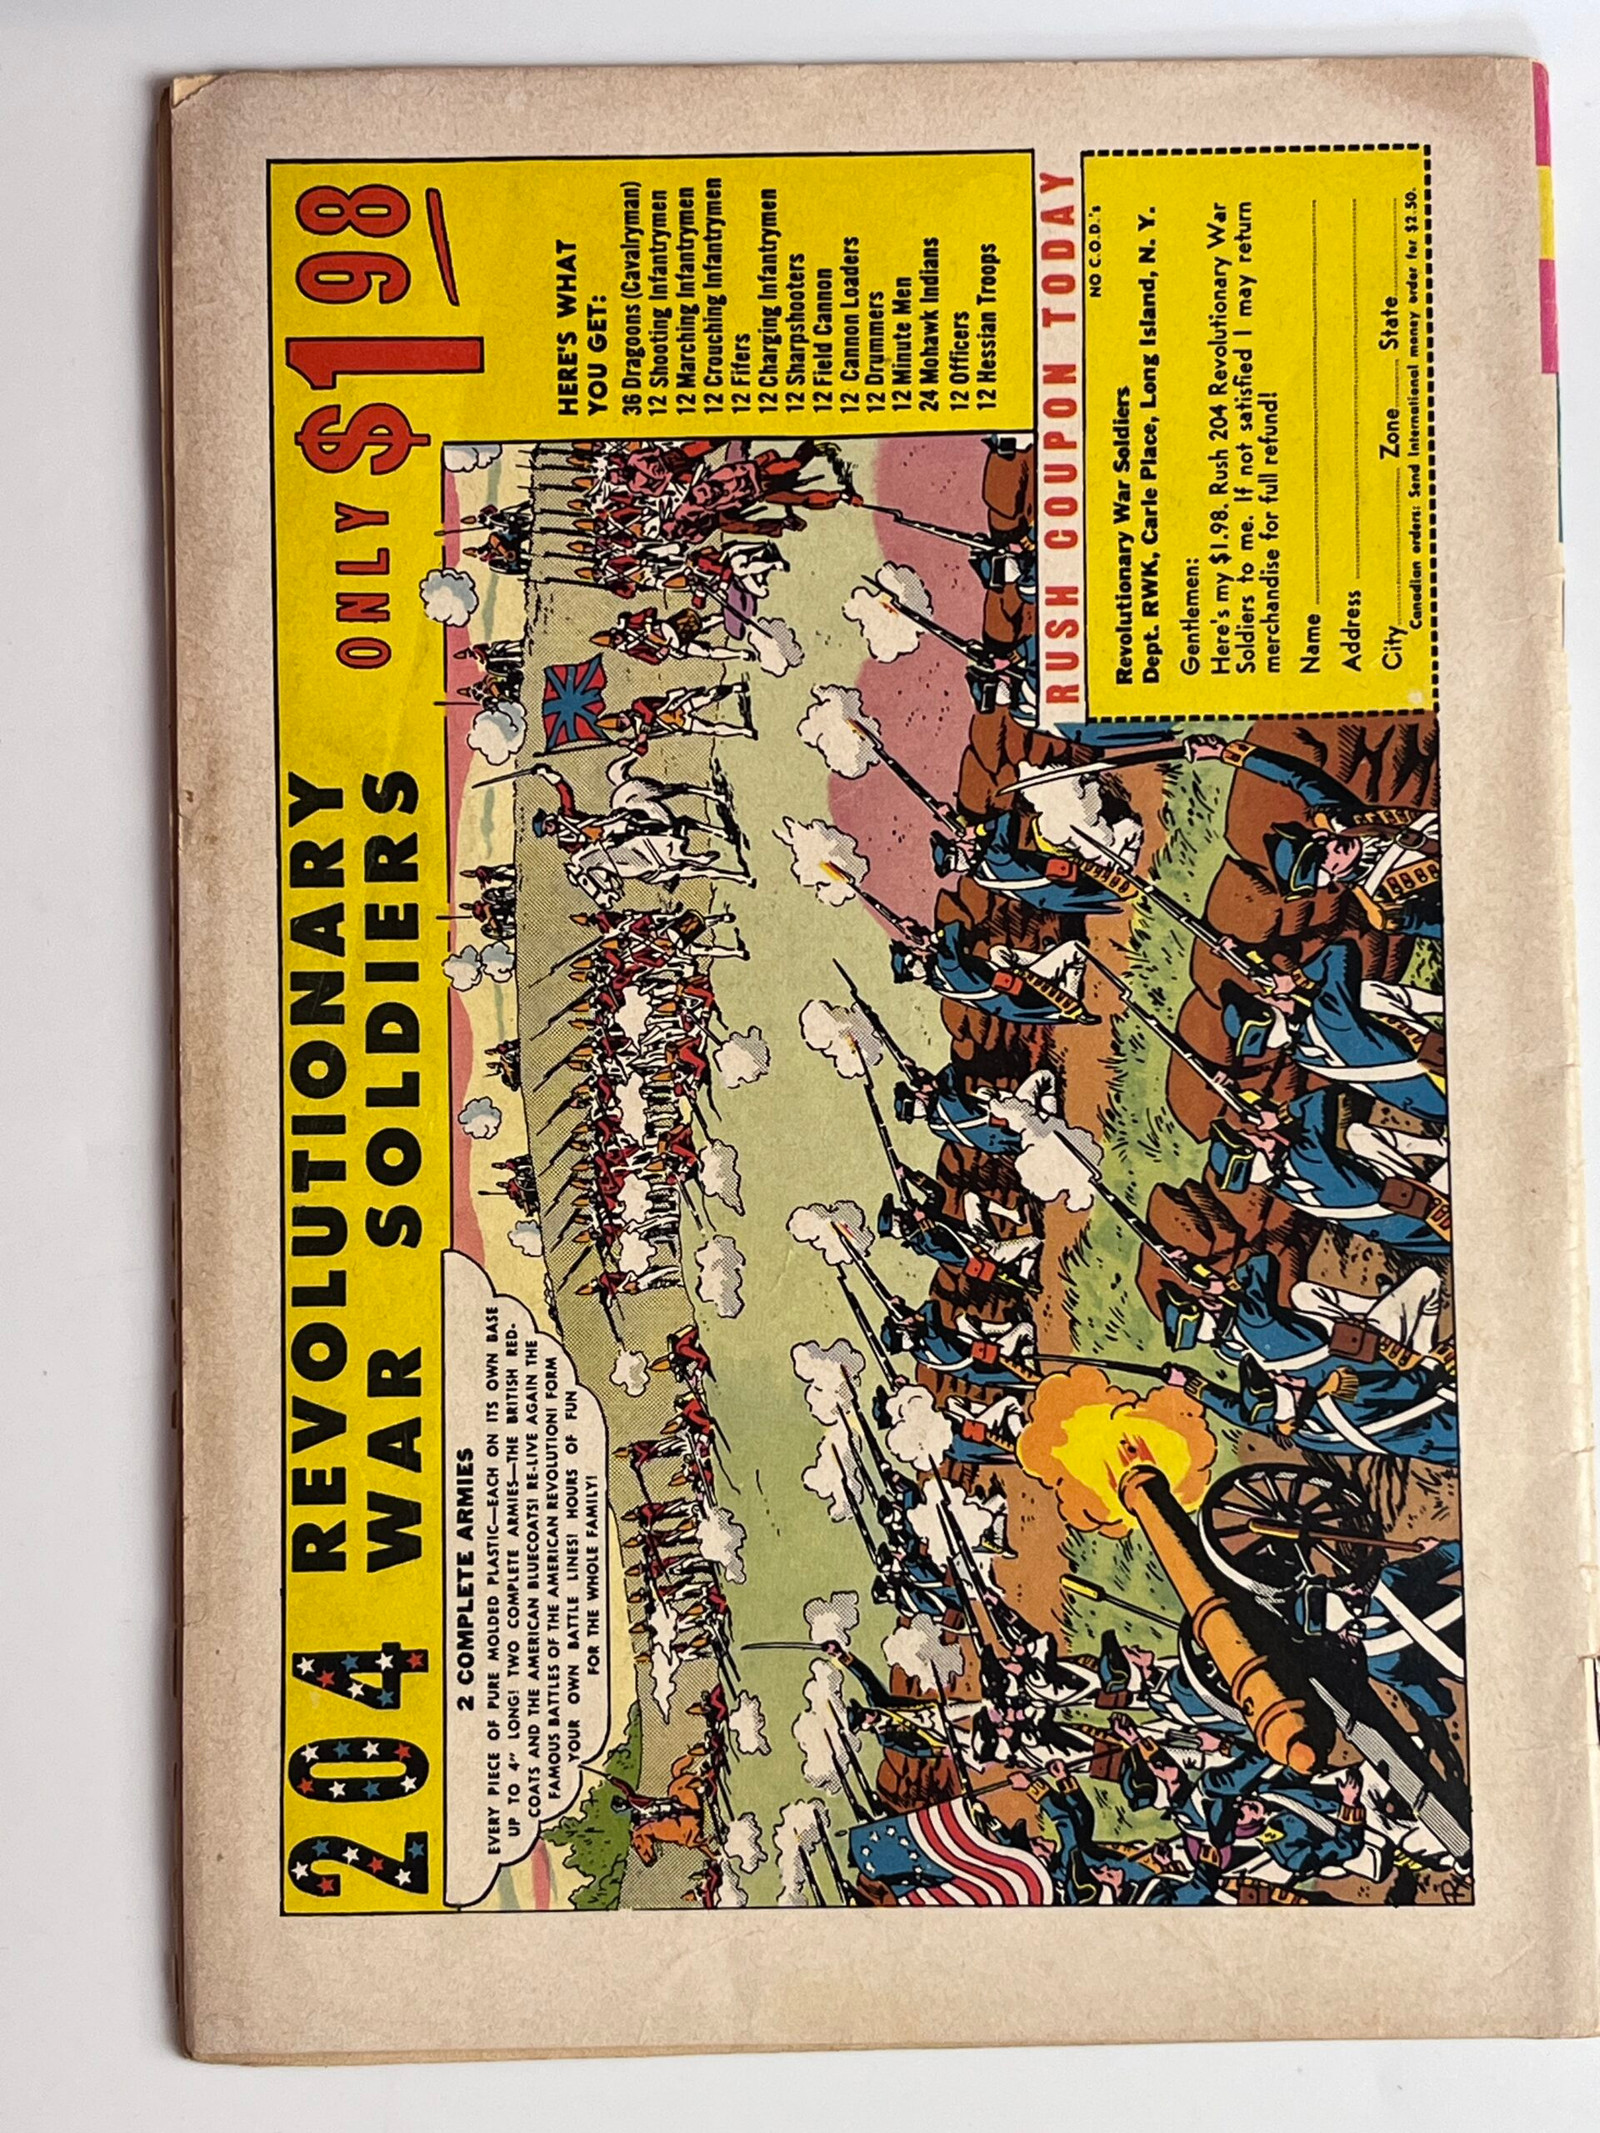 204 REVOLUTIONARY
WAR SOLDIERS
ONLY $1 98
2 COMPLETE ARMIES
EVERY PIECE OF PURE MOLDED PLASTIC—EACH ON ITS OWN BASE
UP TO 4" LONG! TWO COMPLETE ARMIES—THE BRITISH RED-
COATS AND THE AMERICAN BLUECOATS! RE-LIVE AGAIN THE
FAMOUS BATTLES OF THE AMERICAN REVOLUTION! FORM
YOUR OWN BATTLE LINES! HOURS OF FUN
FOR THE WHOLE FAMILY!
HERE'S WHAT
YOU GET:
36 Dragoons (Cavalryman)
12 Shooting Infantrymen
12 Marching Infantrymen
12 Crouching Infantrymen
12 Fifers
12 Charging Infantrymen
12 Sharpshooters
12 Field Cannon
12 Cannon Loaders
12 Drummers
12 Minute Men
24 Mohawk Indians
12 Officers
12 Hessian Troops
RUSH COUPON TODAY
NO C.O.D.'s
Revolutionary War Soldiers
Dept. RWK, Carle Place, Long Island, N. Y.
Gentlemen:
Here's my $1.98. Rush 204 Revolutionary War
Soldiers to me. If not satisfied I may return
merchandise for full refund!
Name
Address
City Zone State
Canadian orders: Send International money order for $2.50.